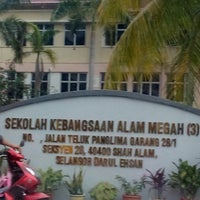 SEKOLAH KEBANGSAAN ALAM MEGAH (3)
NO. , JALAN TELUK PANGLIMA GARANG 28/1
SEKSYEN 28, 40400 SHAH ALAM,
SELANGOR DARUL EHSAN